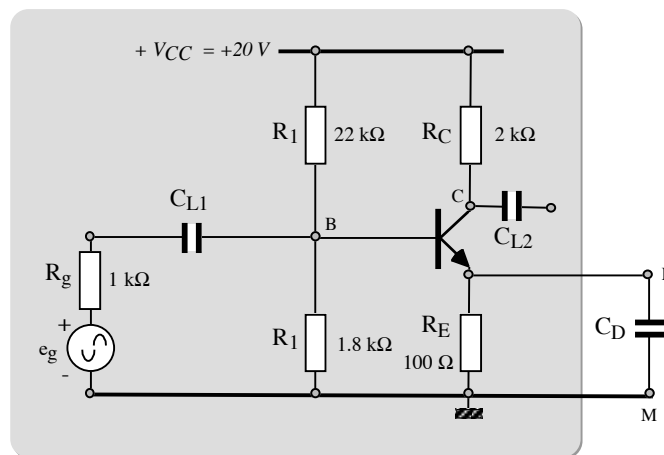 + VCC = +20 V
R1 22 kΩ
RC 2 kΩ
CL1
B
C
CL2
Rg 1 kΩ
+
eg
-
R1 1.8 kΩ
RE
100 Ω
CD
M